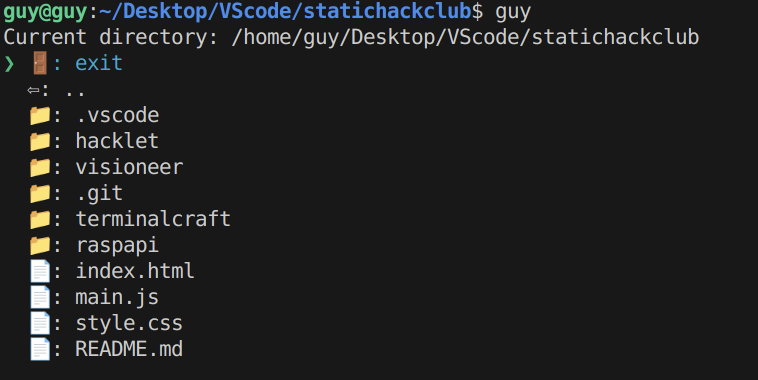 guy@guy:~/Desktop/VScode/statichackclub$ guy
Current directory: /home/guy/Desktop/VScode/statichackclub
❯ 🚪: exit
⇦: ..
📁: .vscode
📁: hacklet
📁: visioneer
📁: .git
📁: terminalcraft
📁: raspapi
📄: index.html
📄: main.js
📄: style.css
📄: README.md